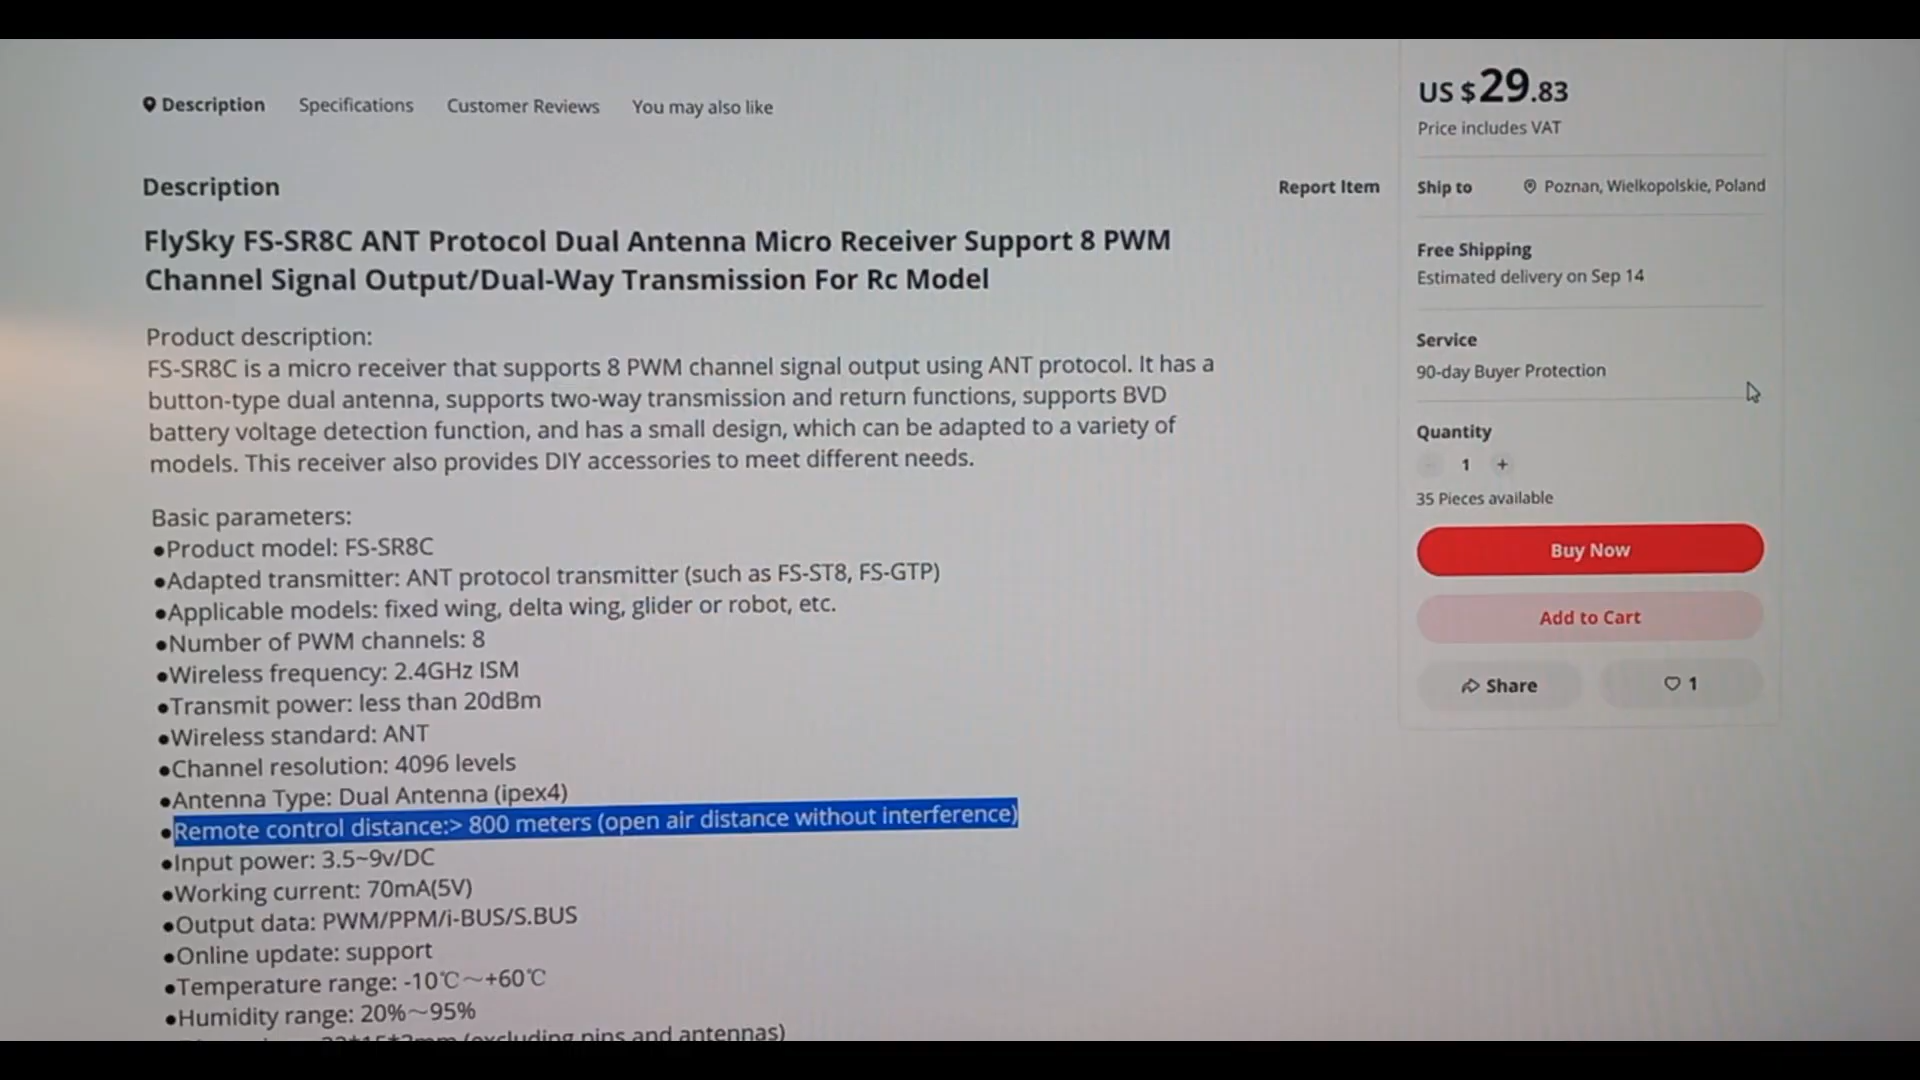 Description Specifications Customer Reviews You may also like
Description
Report Item
FlySky FS-SR8C ANT Protocol Dual Antenna Micro Receiver Support 8 PWM
Channel Signal Output/Dual-Way Transmission For Rc Model
Product description:
FS-SR8C is a micro receiver that supports 8 PWM channel signal output using ANT protocol. It has a
button-type dual antenna, supports two-way transmission and return functions, supports BVD
battery voltage detection function, and has a small design, which can be adapted to a variety of
models. This receiver also provides DIY accessories to meet different needs.
Basic parameters:
●Product model: FS-SR8C
●Adapted transmitter: ANT protocol transmitter (such as FS-ST8, FS-GTP)
●Applicable models: fixed wing, delta wing, glider or robot, etc.
●Number of PWM channels: 8
●Wireless frequency: 2.4GHz ISM
●Transmit power: less than 20dBm
●Wireless standard: ANT
●Channel resolution: 4096 levels
●Antenna Type: Dual Antenna (ipex4)
●Remote control distance:> 800 meters (open air distance without interference)
●Input power: 3.5~9v/DC
●Working current: 70mA(5V)
●Output data: PWM/PPM/i-BUS/S.BUS
●Online update: support
●Temperature range: -10℃～+60℃
●Humidity range: 20%～95%
(excluding pins and antennas)
US $29.83
Price includes VAT
Ship to Poznan, Wielkopolskie, Poland
Free Shipping
Estimated delivery on Sep 14
Service
90-day Buyer Protection
Quantity
- 1 +
35 Pieces available
Buy Now
Add to Cart
Share
1